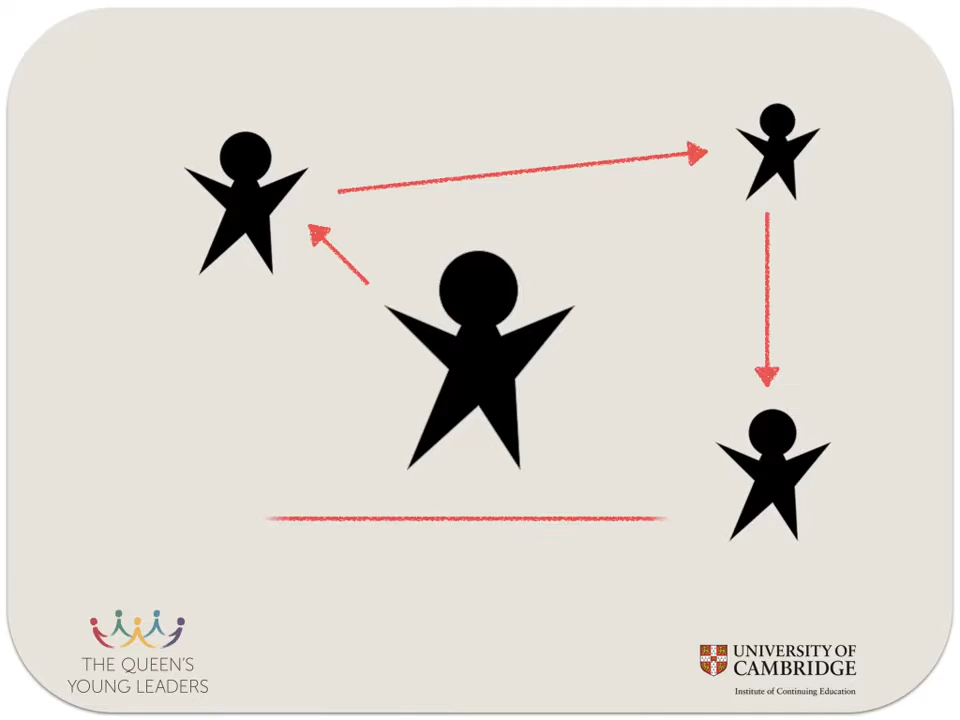 THE QUEEN'S
YOUNG LEADERS
UNIVERSITY OF
CAMBRIDGE
Institute of Continuing Education